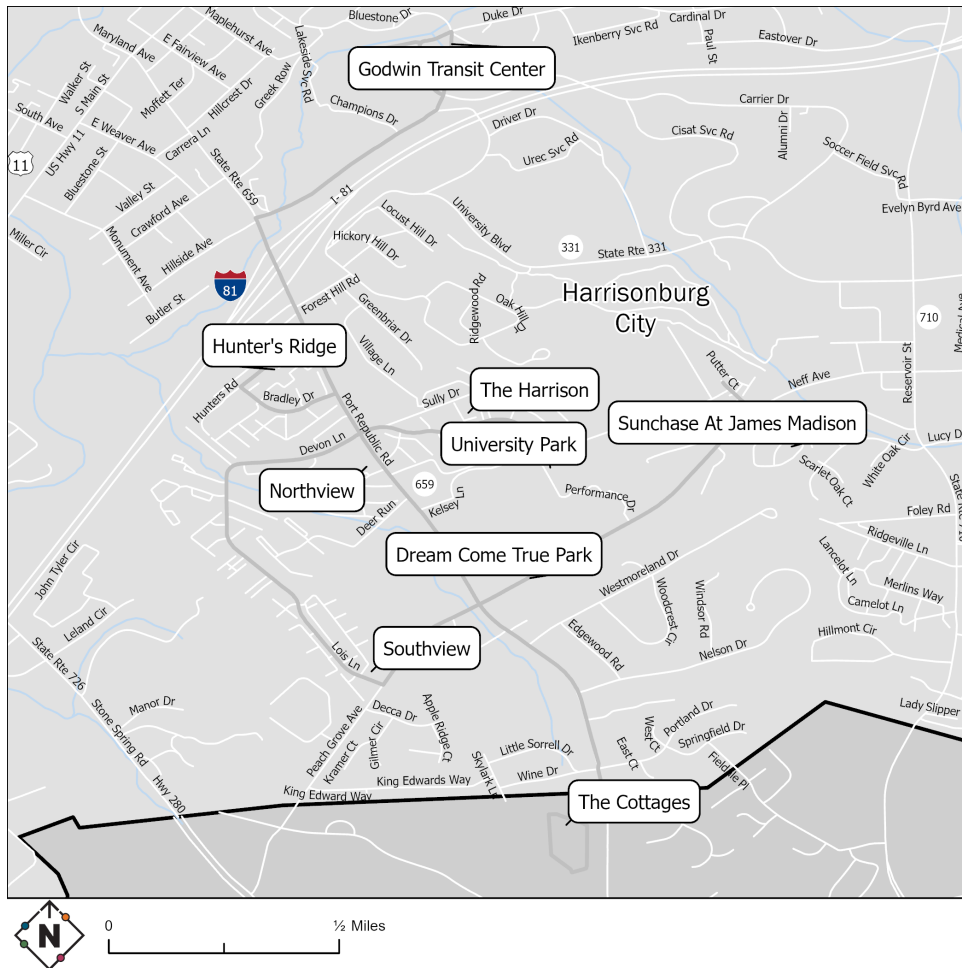 Bluestone Dr
Duke Dr
Cardinal Dr
Ikenberry Svc Rd
Paul St
Eastover Dr
Maryland Ave
Maplehurst Ave
E Fairview Ave
Lakeside Svc Rd
Godwin Transit Center
Walker St
S Main St
Moffett Ter
Hillcrest Dr
Greek Row
Champions Dr
Carrier Dr
South Ave
E Weaver Ave
Carrera Ln
Driver Dr
Cisat Svc Rd
Alumni Dr
US Hwy 11
11
Bluestone St
State Rte 659
Urec Svc Rd
Soccer Field Svc Rd
Valley St
Crawford Ave
I- 81
Locust Hill Dr
University Blvd
Evelyn Byrd Ave
Miller Cir
Monument Ave
Hillside Ave
Hickory Hill Dr
331
State Rte 331
81
Butler St
Forest Hill Rd
Greenbriar Dr
Ridgewood Rd
Oak Hill Dr
Harrisonburg
City
710
Medical Ave
Hunter's Ridge
Village Ln
Putter Ct
Neff Ave
Reservoir St
Hunters Rd
Bradley Dr
Sully Dr
The Harrison
Port Republic Rd
Sunchase At James Madison
Devon Ln
University Park
White Oak Cir
Lucy D
Scarlet Oak Ct
Northview
659
Kelsey Ln
Performance Dr
State Rte 710
Deer Run
Foley Rd
Ridgeville Ln
John Tyler Cir
Dream Come True Park
Westmoreland Dr
Lancelot Ln
Merlins Way
Woodcrest Cir
Windsor Rd
Camelot Ln
Leland Cir
Edgewood Rd
Hillmont Cir
Lois Ln
Southview
Nelson Dr
State Rte 726
Manor Dr
Stone Spring Rd
Decca Dr
Apple Ridge Ct
Lady Slipper
Portland Dr
Peach Grove Ave
Gilmer Cir
West Ct
Springfield Dr
Kramer Ct
Little Sorrell Dr
East Ct
Skylark Ln
Wine Dr
King Edwards Way
King Edward Way
Hwy 280
The Cottages
N
0
½ Miles